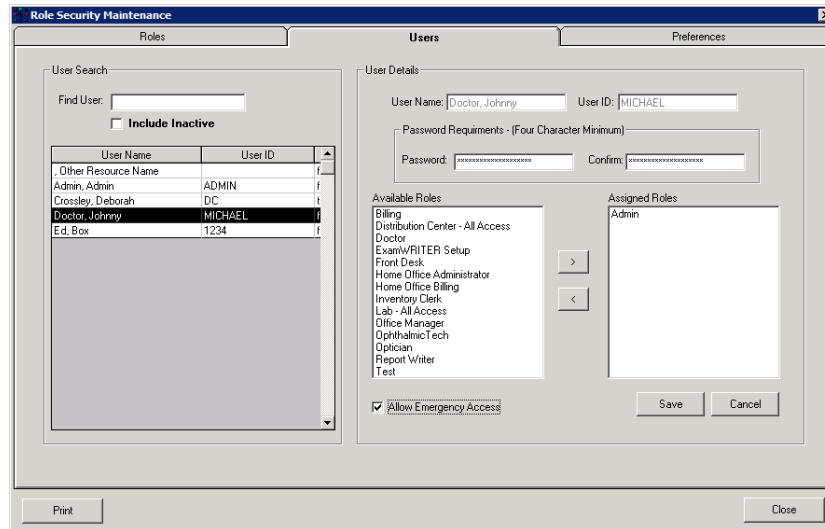 Role Security Maintenance
Roles
Users
Preferences
User Search
Find User:
Include Inactive
User Name User ID
, Other Resource Name f
Admin, Admin ADMIN f
Crossley, Deborah DC t
Doctor, Johnny MICHAEL f
Ed, Box 1234 f
User Details
User Name: Doctor, Johnny User ID: MICHAEL
Password Requirments - (Four Character Minimum)
Password: xxxxxxxxxxxxxxxxxxxx Confirm: xxxxxxxxxxxxxxxxxxxx
Available Roles
Billing
Distribution Center - All Access
Doctor
ExamWRITER Setup
Front Desk
Home Office Administrator
Home Office Billing
Inventory Clerk
Lab - All Access
Office Manager
OphthalmicTech
Optician
Report Writer
Test
>
<
Assigned Roles
Admin
Allow Emergency Access
Save Cancel
Print Close